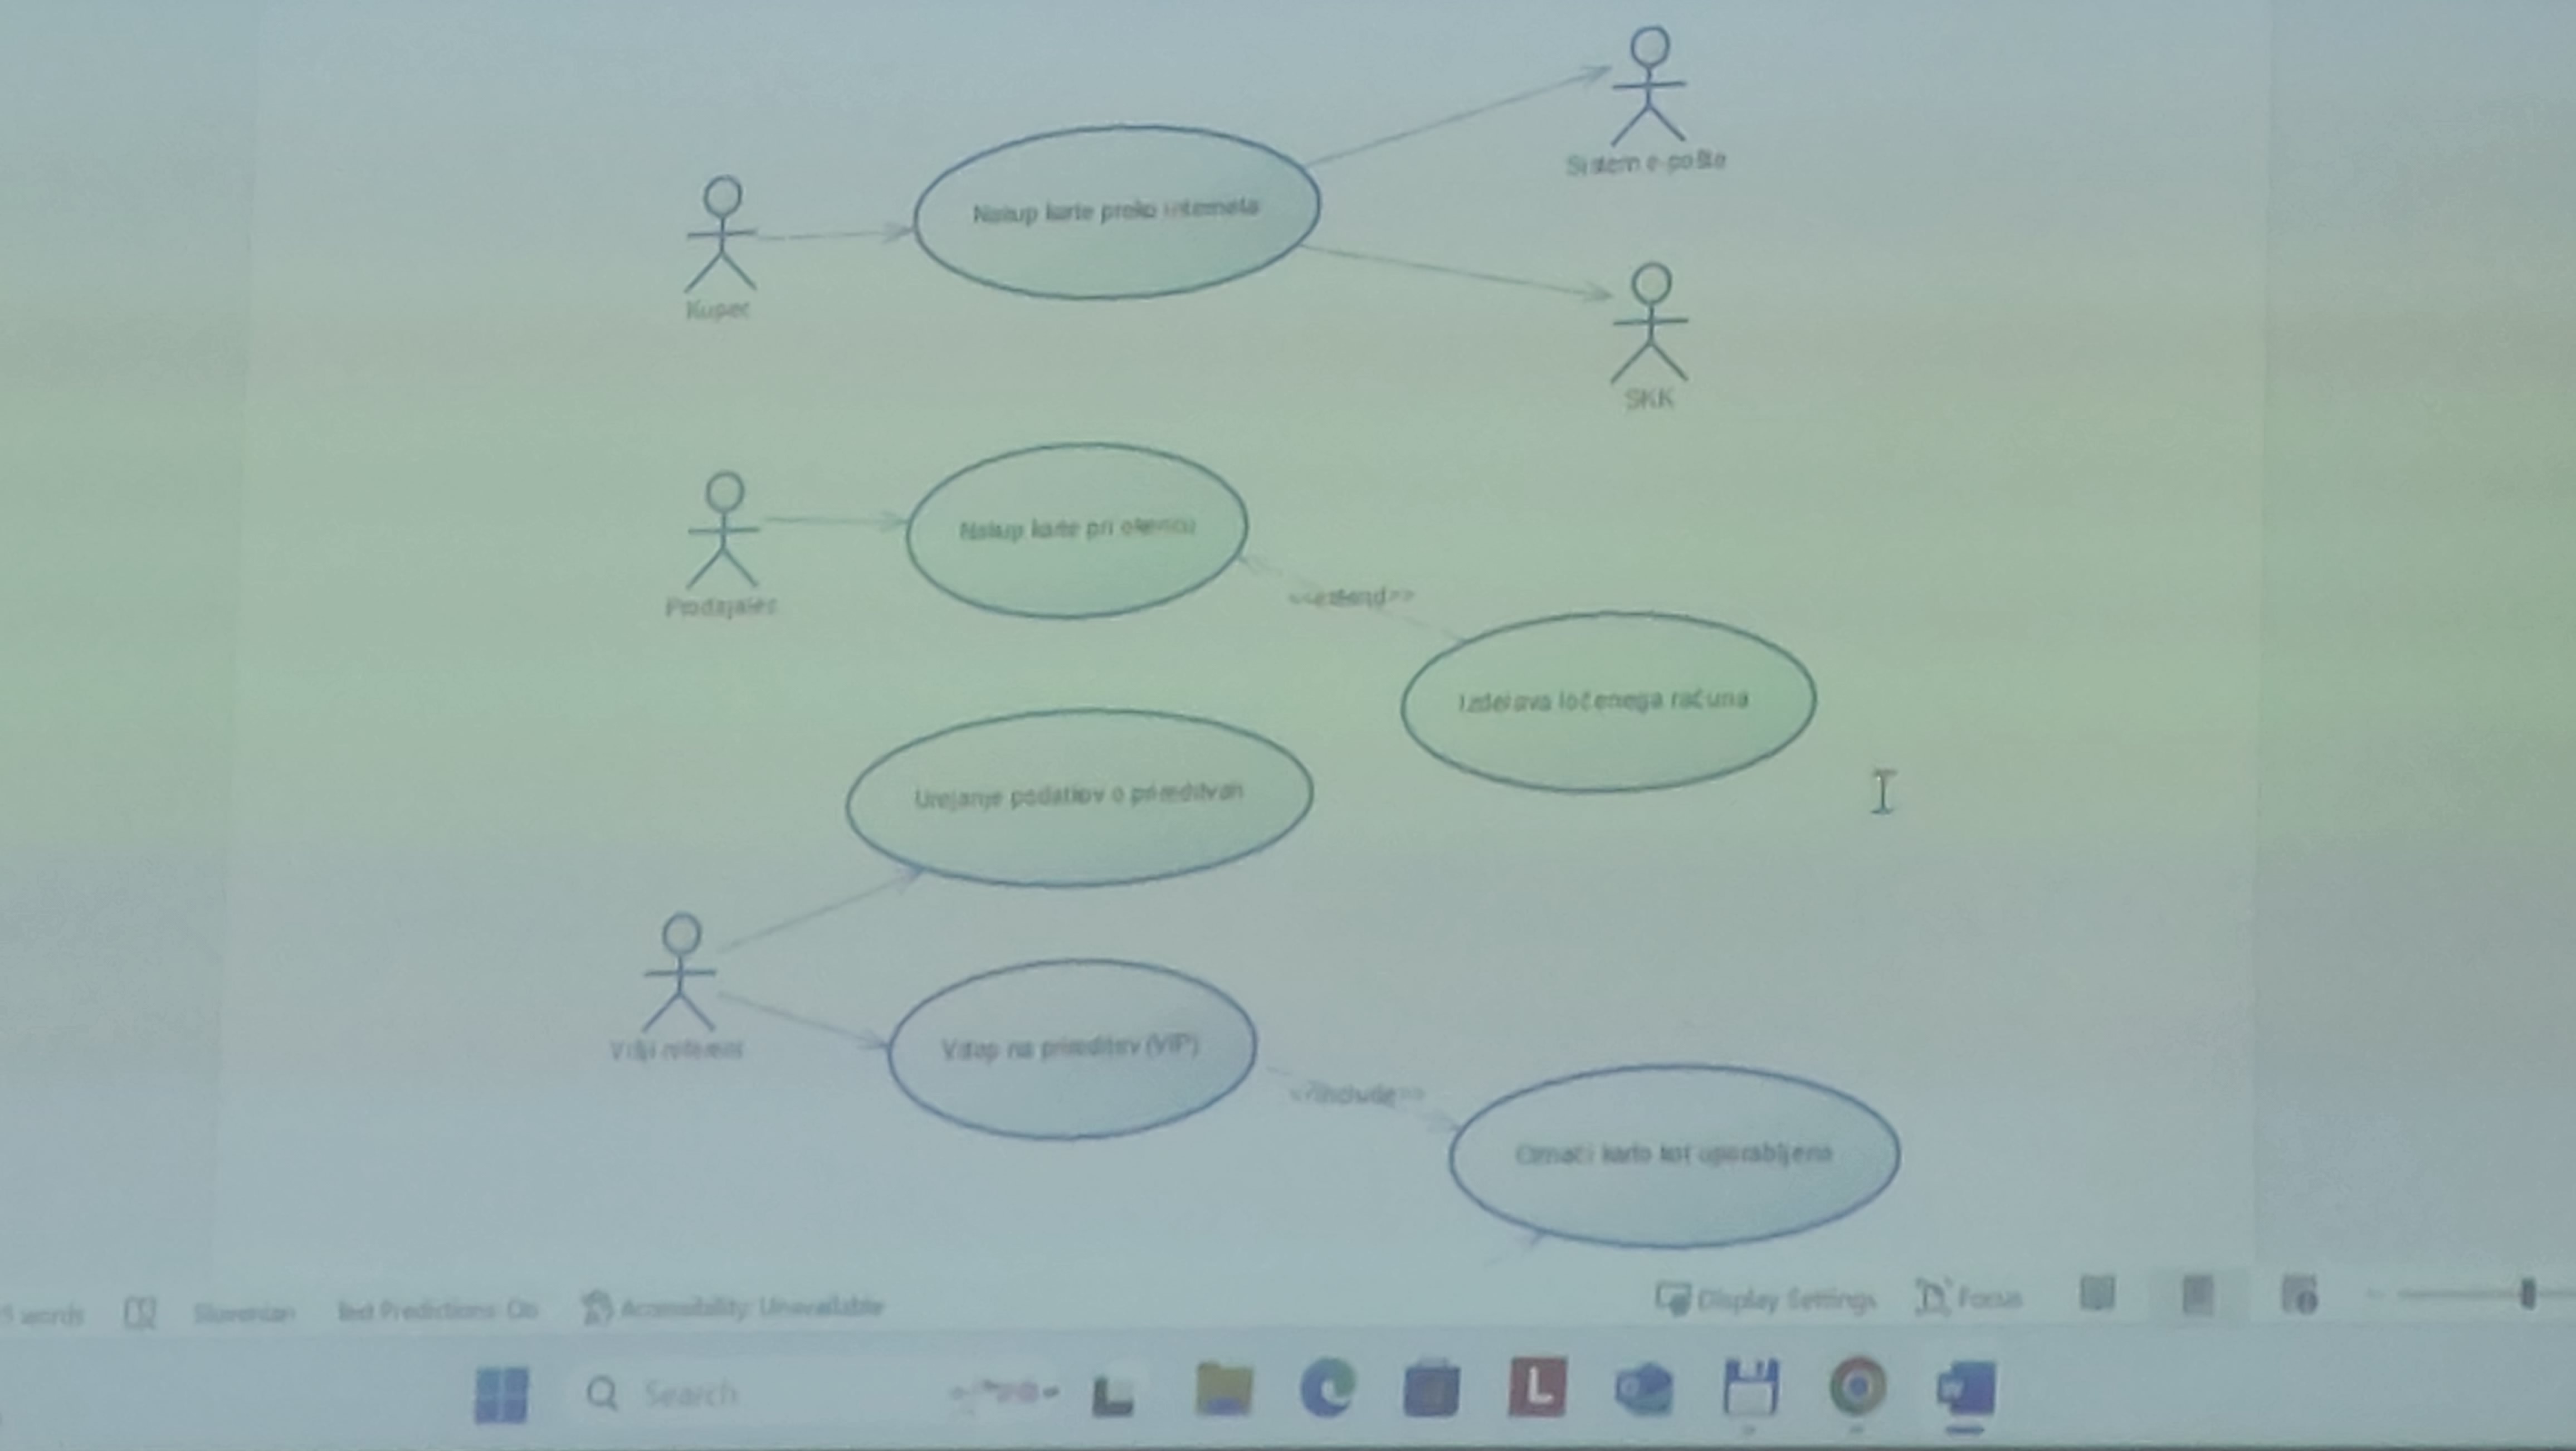 Sistem e-pošte
Nakup karte preko interneta
Kupec
SKK
Nakup karte pri okencu
Prodajalec
<<extend>>
Izdelava ločenega računa
Urejanje podatkov o prireditvah
Višji referent
Vstop na prireditev (VIP)
<<include>>
Označi karto kot uporabljena
words
Slovenian
Text Predictions: On
Accessibility: Unavailable
Display Settings
Focus
Search
L